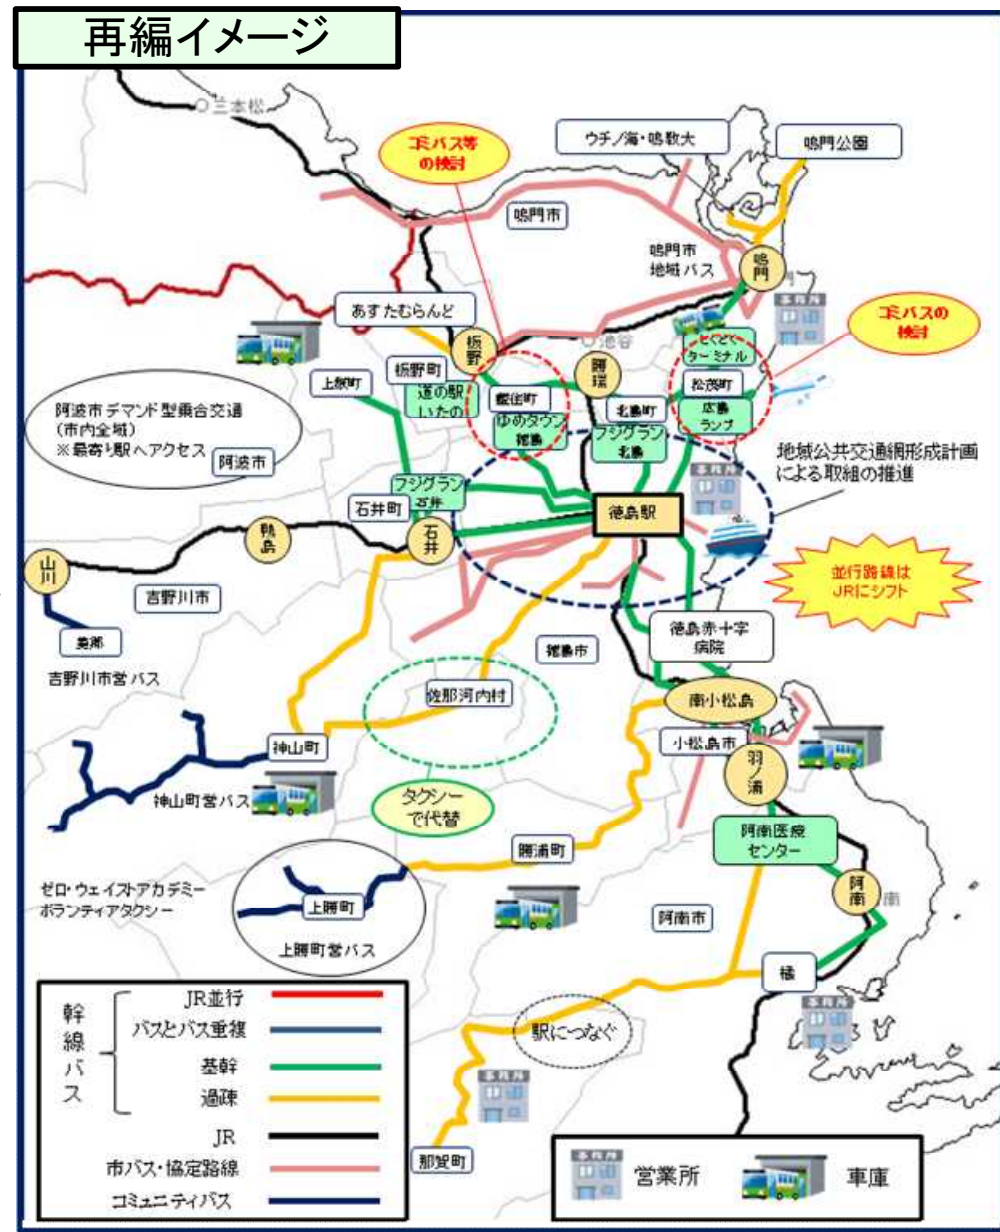 再編イメージ
三本松
コミバス等
の検討
ウチノ海・鳴教大
鳴門公園
鳴門市
鳴門市
地域バス
鳴門
事務所
コミバスの
検討
あすたむらんど
板野
池谷
とくとく
ターミナル
上板町
板野町
道の駅
いたの
藍住町
ゆめタウン
徳島
勝瑞
北島町
フジグラン
北島
松茂町
広島
ランプ
阿波市デマンド型乗合交通
(市内全域)
※最寄り駅へアクセス
阿波市
地域公共交通網形成計画
による取組の推進
フジグラン
石井
石井町
石井
徳島駅
事務所
鴨島
山川
吉野川市
美郷
吉野川市営バス
並行路線は
JRにシフト
徳島市
徳島赤十字
病院
佐那河内村
南小松島
小松島市
羽ノ浦
神山町
神山町営バス
タクシー
で代替
勝浦町
阿南医療
センター
阿南
南
ゼロ・ウェイストアカデミー
ボランティアタクシー
上勝町
上勝町営バス
阿南市
橘
事務所
駅につなぐ
事務所
那賀町
幹線バス
JR並行
バスとバス重複
基幹
過疎
JR
市バス・協定路線
コミュニティバス
事務所
営業所
車庫